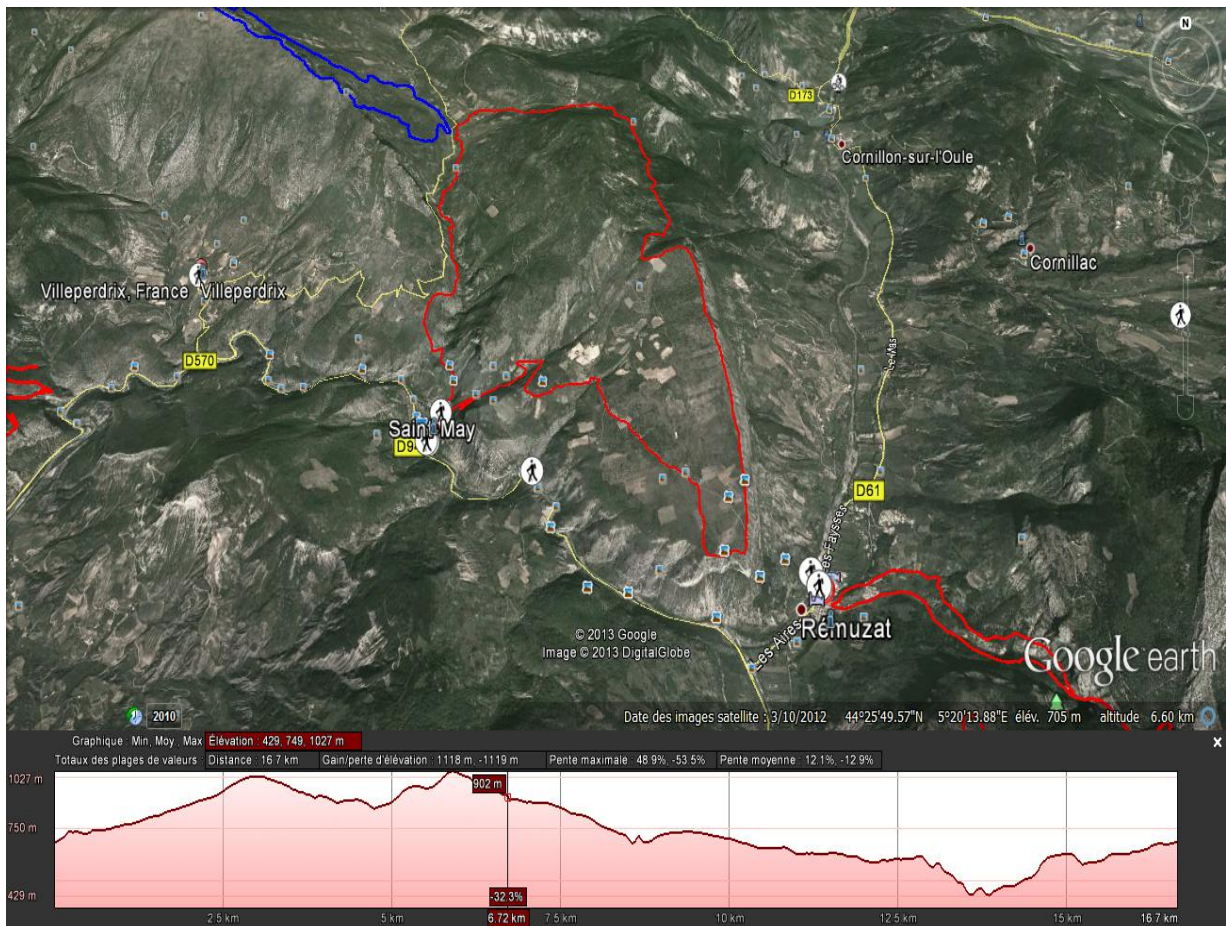 N
D173
Cornillon-sur-l'Oule
Cornillac
Villeperdrix, France Villeperdrix
D570
Le Mas
Saint May
D94
D61
Les Faysses
Rémuzat
Les Aires
© 2013 Google
Image © 2013 DigitalGlobe
Google earth
2010
Date des images satellite : 3/10/2012 44°25'49.57"N 5°20'13.88"E élév. 705 m altitude 6.60 km
Graphique : Min, Moy., Max Élévation : 429, 749, 1027 m
x
Totaux des plages de valeurs Distance : 16.7 km Gain/perte d'élévation : 1118 m, -1119 m Pente maximale : 48.9%, -53.5% Pente moyenne : 12.1%, -12.9%
1027 m
902 m
750 m
429 m
-32.3%
2.5 km 5 km 6.72 km 7.5 km 10 km 12.5 km 15 km 16.7 km